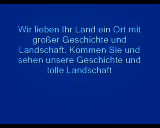 Wir lieben Ihr Land ein Ort mit
großer Geschichte und
Landschaft. Kommen Sie und
sehen unsere Geschichte und
tolle Landschaft